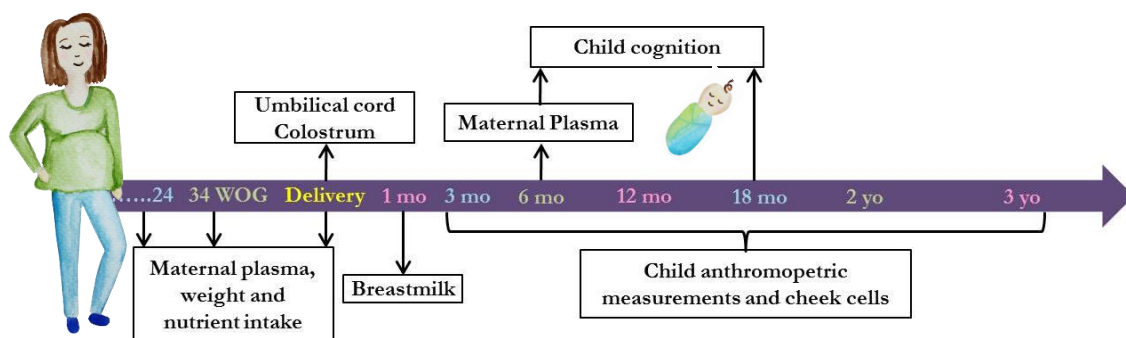 Child cognition
Umbilical cord
Colostrum
Maternal Plasma
......24 34 WOG Delivery 1 mo 3 mo 6 mo 12 mo 18 mo 2 yo 3 yo
Maternal plasma,
weight and
nutrient intake
Breastmilk
Child anthromopetric
measurements and cheek cells